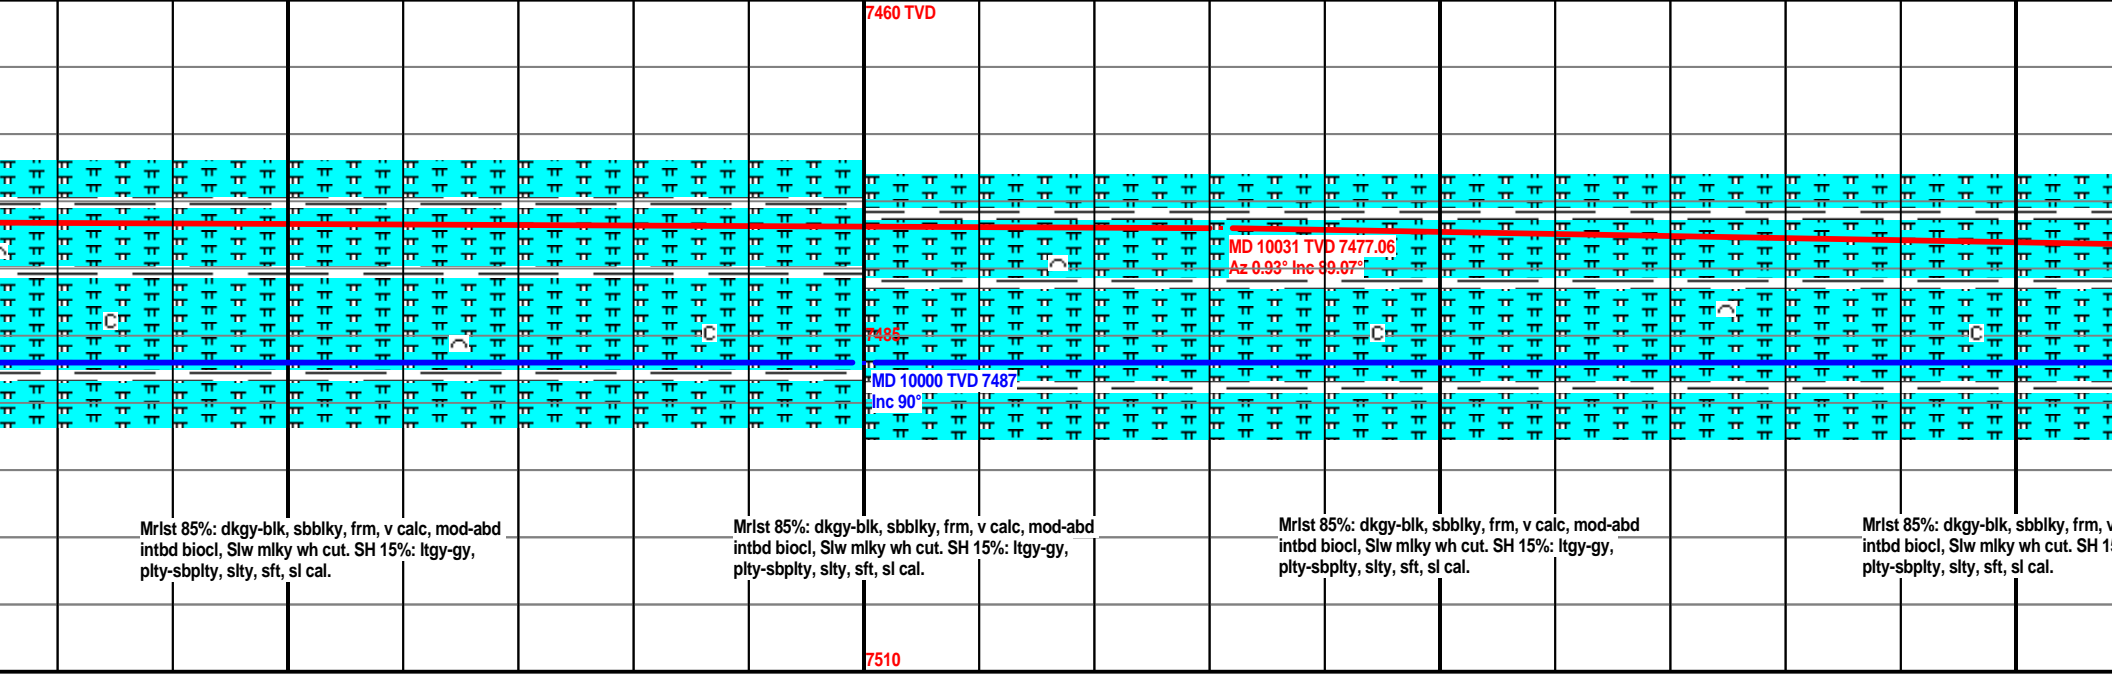 7460 TVD
MD 10031 TVD 7477.06
Az 0.93° Inc 89.07°
7485
MD 10000 TVD 7487
Inc 90°
Mrlst 85%: dkgy-blk, sbblky, frm, v calc, mod-abd
intbd biocl, Slw mlky wh cut. SH 15%: ltgy-gy,
plty-sbplty, slty, sft, sl cal.
Mrlst 85%: dkgy-blk, sbblky, frm, v calc, mod-abd
intbd biocl, Slw mlky wh cut. SH 15%: ltgy-gy,
plty-sbplty, slty, sft, sl cal.
Mrlst 85%: dkgy-blk, sbblky, frm, v calc, mod-abd
intbd biocl, Slw mlky wh cut. SH 15%: ltgy-gy,
plty-sbplty, slty, sft, sl cal.
Mrlst 85%: dkgy-blk, sbblky, frm, v
intbd biocl, Slw mlky wh cut. SH 1
plty-sbplty, slty, sft, sl cal.
7510